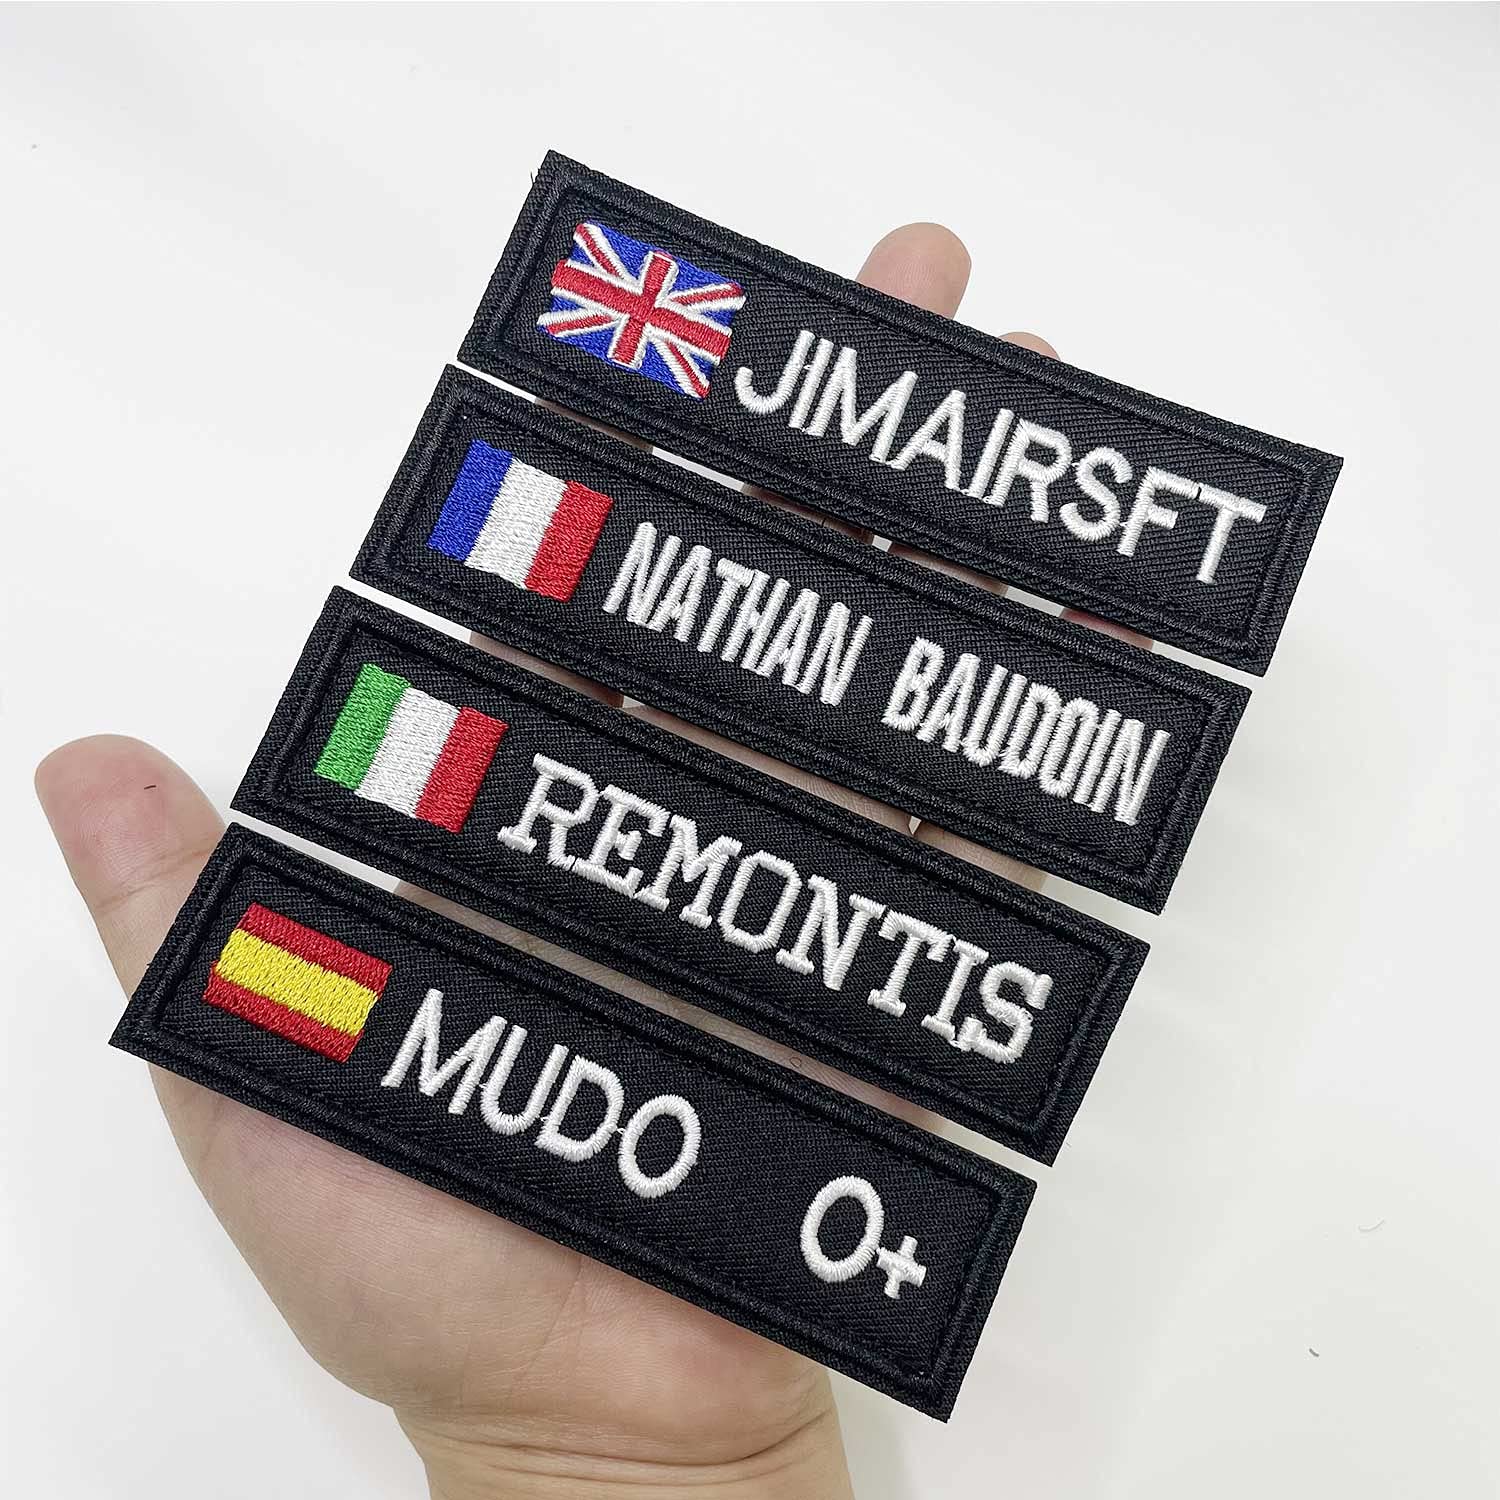 JIMAIRSFT
NATHAN BAUDOIN
REMONTIS
MUDO O+